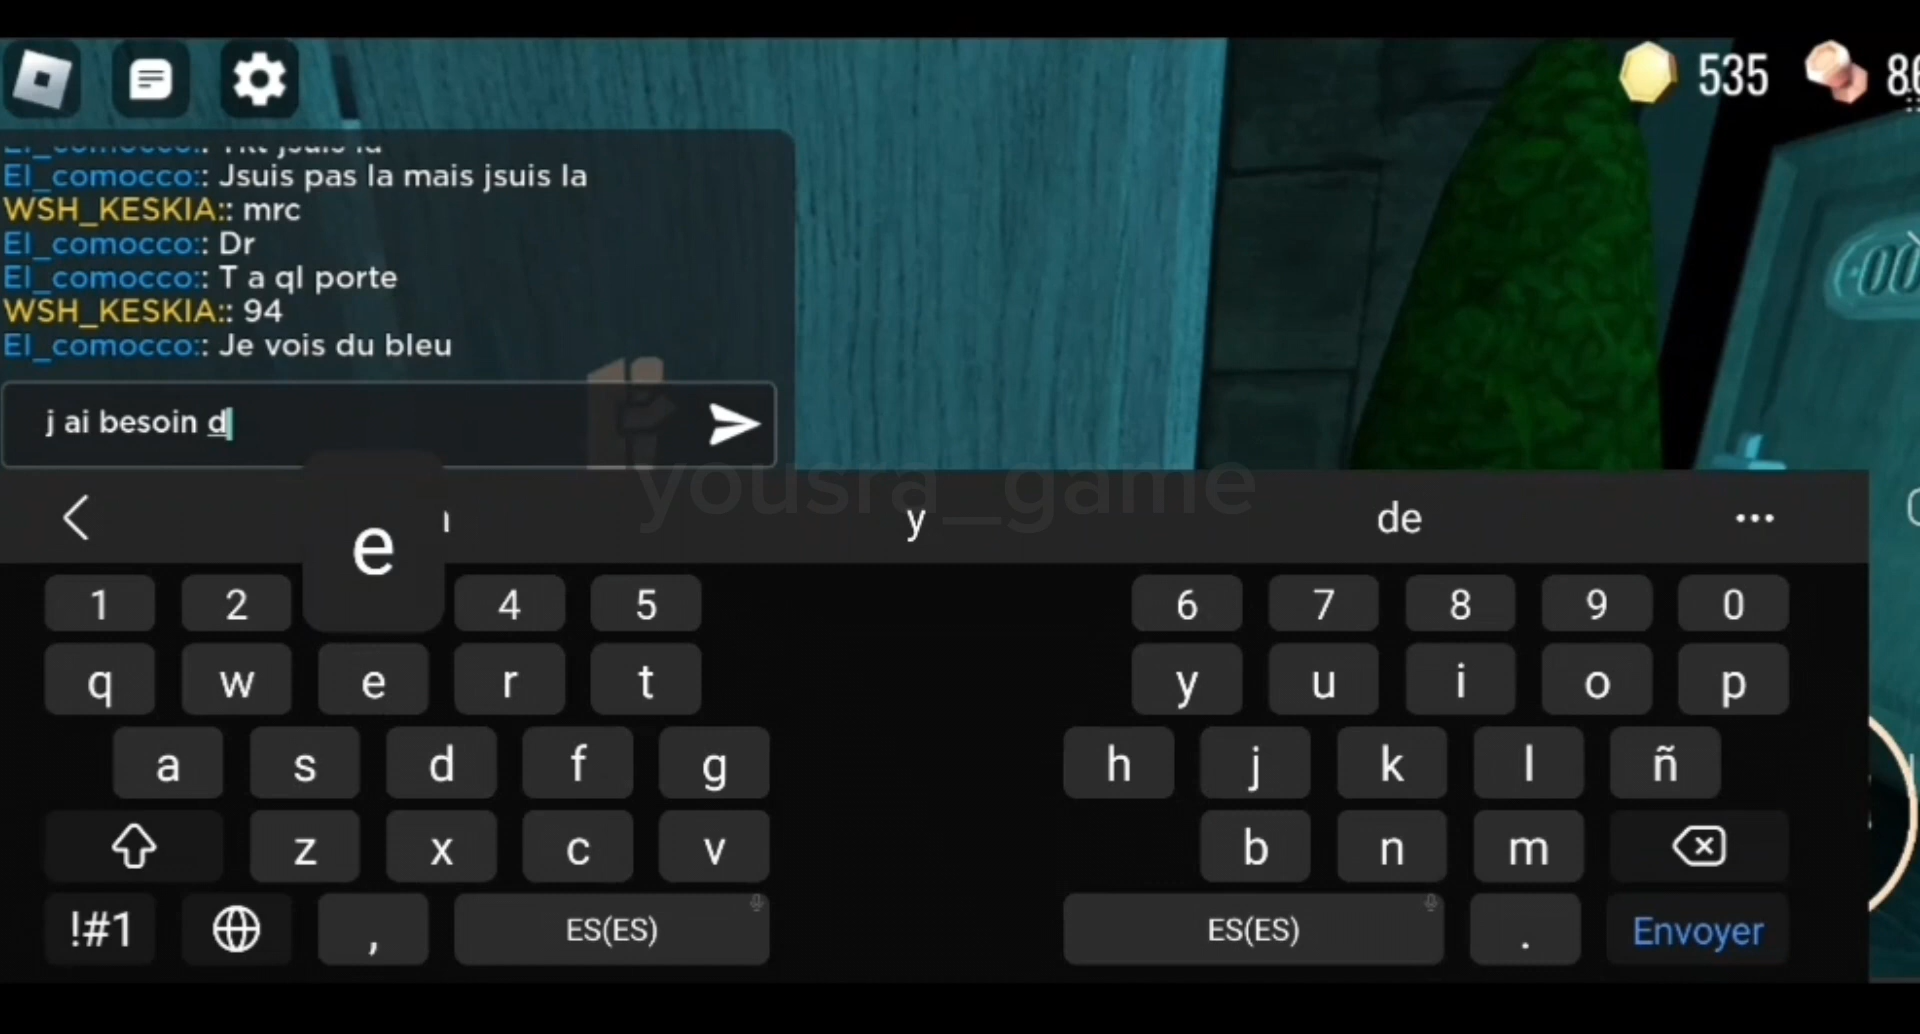 535
El_comocco:: Jsuis pas la mais jsuis la
WSH_KESKIA:: mrc
El_comocco:: Dr
El_comocco:: T a ql porte
WSH_KESKIA:: 94
El_comocco:: Je vois du bleu
j ai besoin d
yousra_game
y de ...
e
1 2 4 5 6 7 8 9 0
q w e r t y u i o p
a s d f g h j k l ñ
z x c v b n m
!#1 , ES(ES) ES(ES) . Envoyer